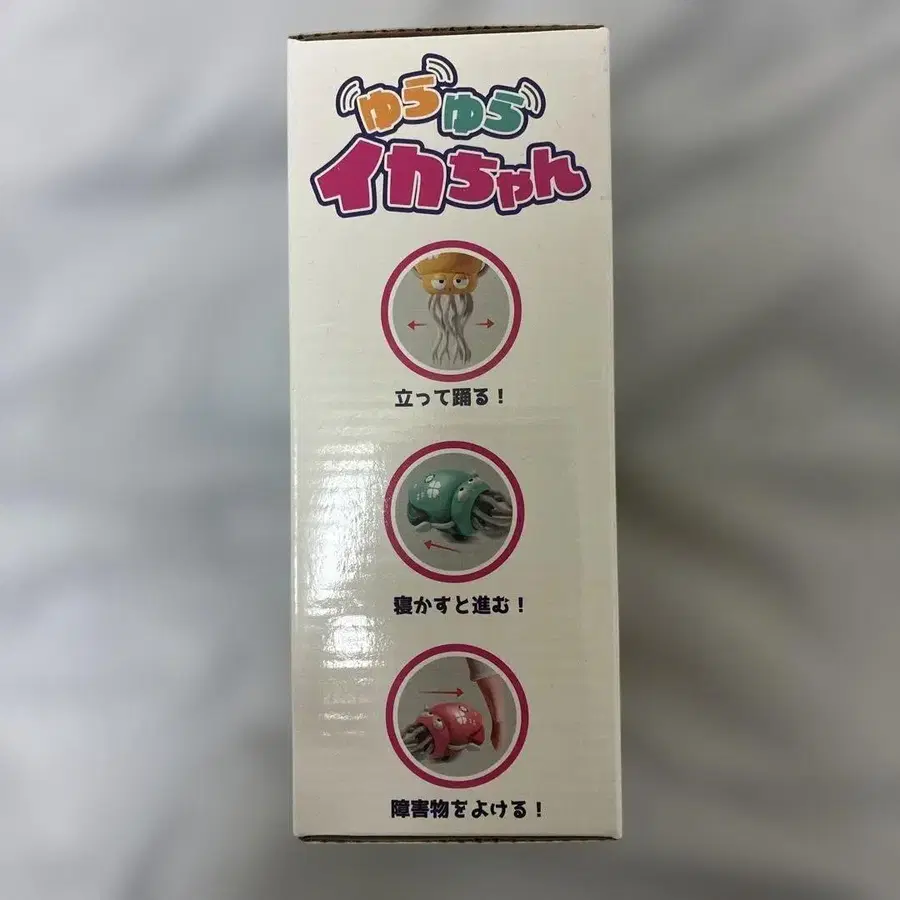 ゆらゆら
イカちゃん
立って踊る！
寝かすと進む！
障害物をよける！